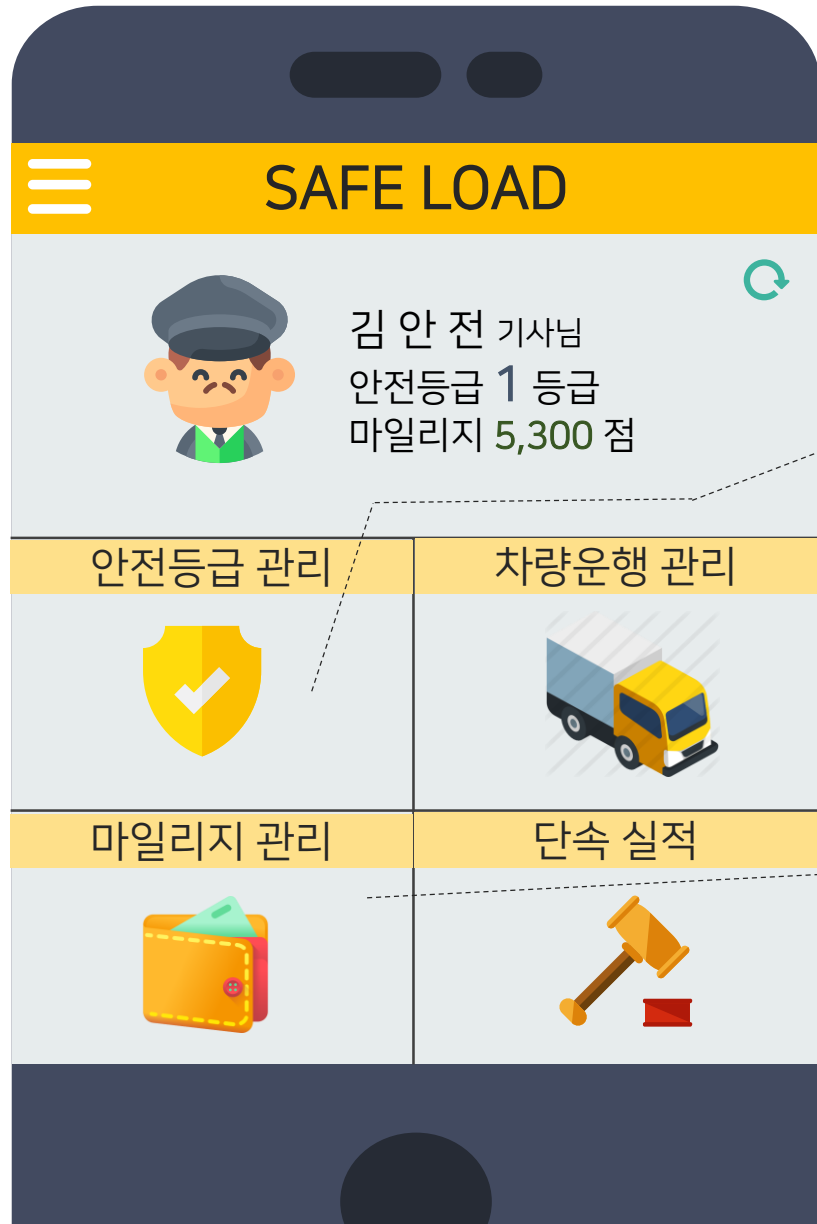 SAFE LOAD
김 안 전 기사님
안전등급 1 등급
마일리지 5,300 점
안전등급 관리
차량운행 관리
마일리지 관리
단속 실적